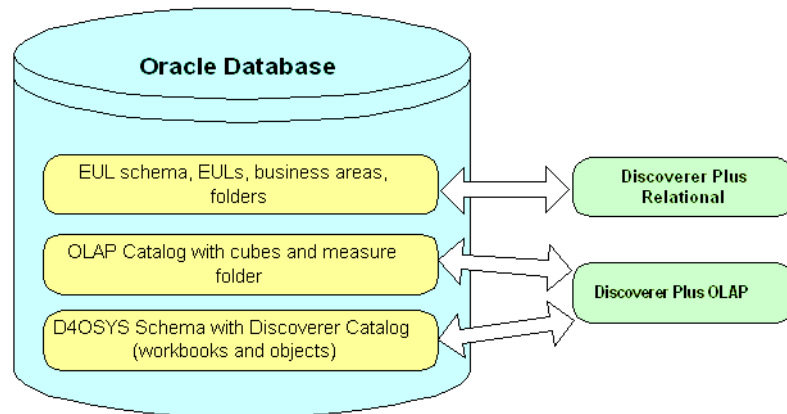 Oracle Database
EUL schema, EULs, business areas,
folders
Discoverer Plus
Relational
OLAP Catalog with cubes and measure
folder
Discoverer Plus OLAP
D4OSYS Schema with Discoverer Catalog
(workbooks and objects)